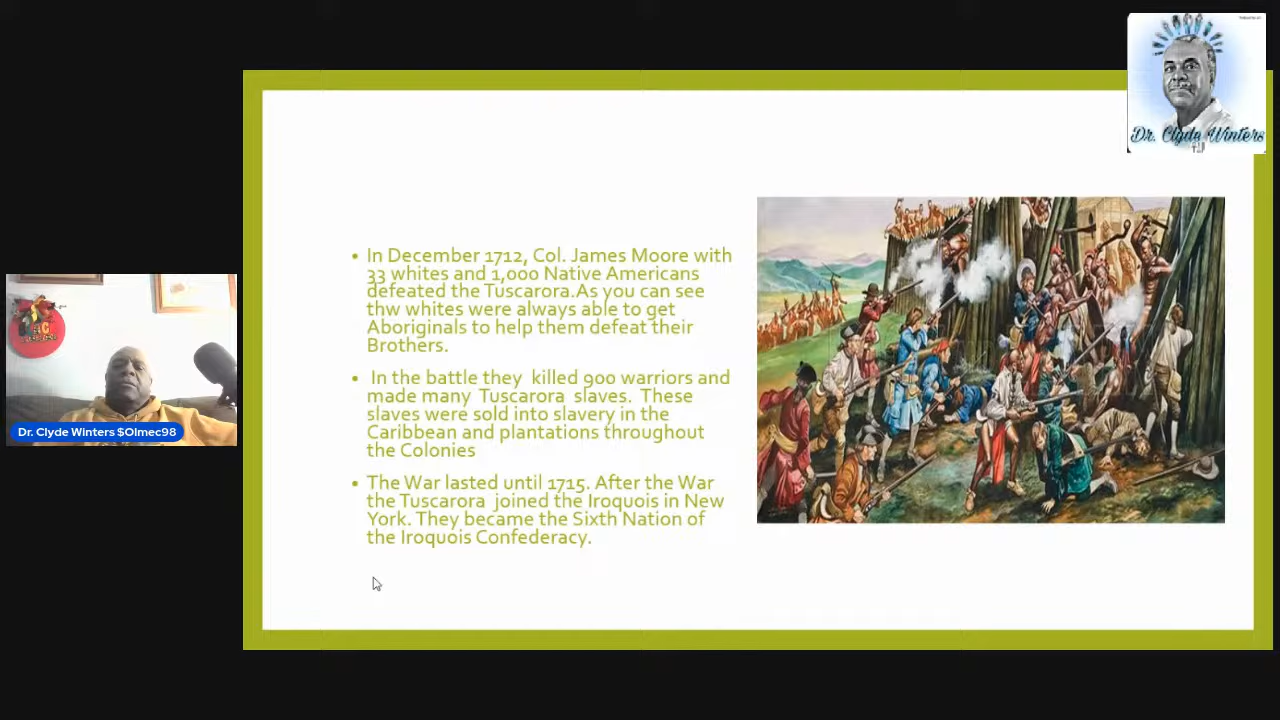 Dr. Clyde Winters
In December 1712, Col. James Moore with
33 whites and 1,000 Native Americans
defeated the Tuscarora.As you can see
thw whites were always able to get
Aboriginals to help them defeat their
Brothers.
In the battle they killed 900 warriors and
made many Tuscarora slaves. These
slaves were sold into slavery in the
Caribbean and plantations throughout
the Colonies
The War lasted until 1715. After the War
the Tuscarora joined the Iroquois in New
York. They became the Sixth Nation of
the Iroquois Confederacy.
Dr. Clyde Winters $Olmec98